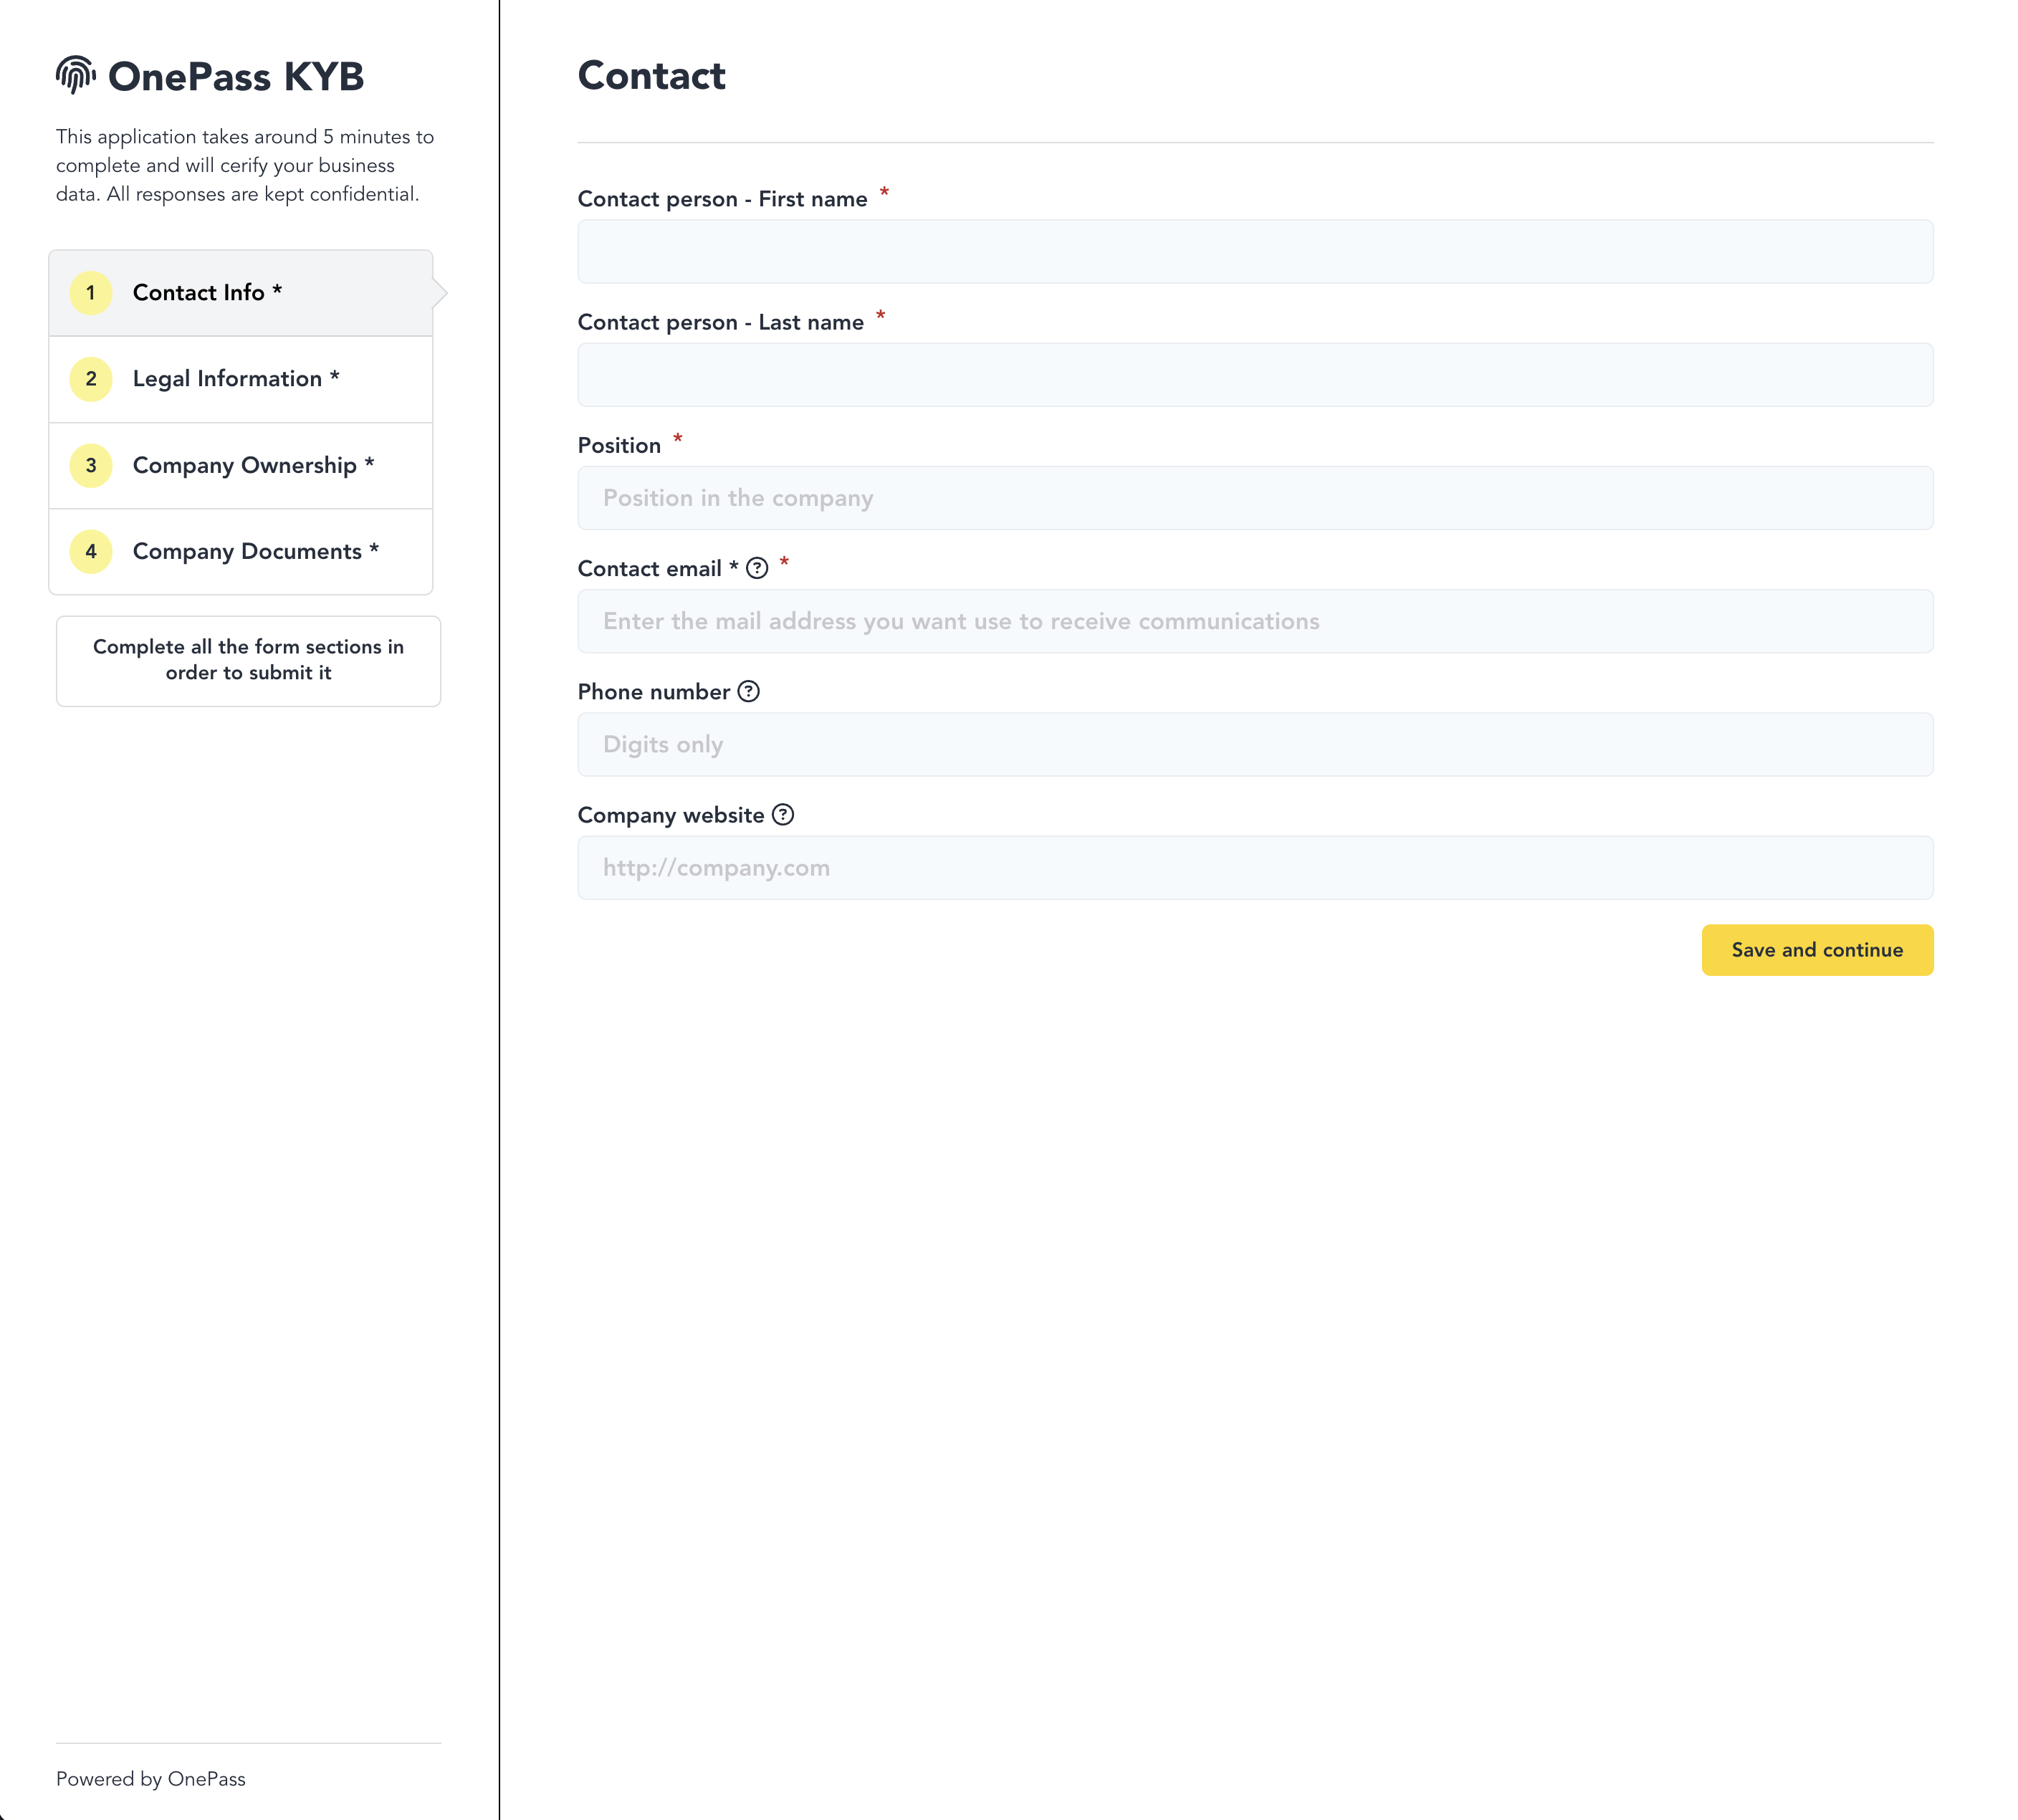 OnePass KYB
This application takes around 5 minutes to
complete and will cerify your business
data. All responses are kept confidential.
1 Contact Info *
2 Legal Information *
3 Company Ownership *
4 Company Documents *
Complete all the form sections in
order to submit it
Powered by OnePass
Contact
Contact person - First name *
Contact person - Last name *
Position *
Position in the company
Contact email * ? *
Enter the mail address you want use to receive communications
Phone number ?
Digits only
Company website ?
http://company.com
Save and continue